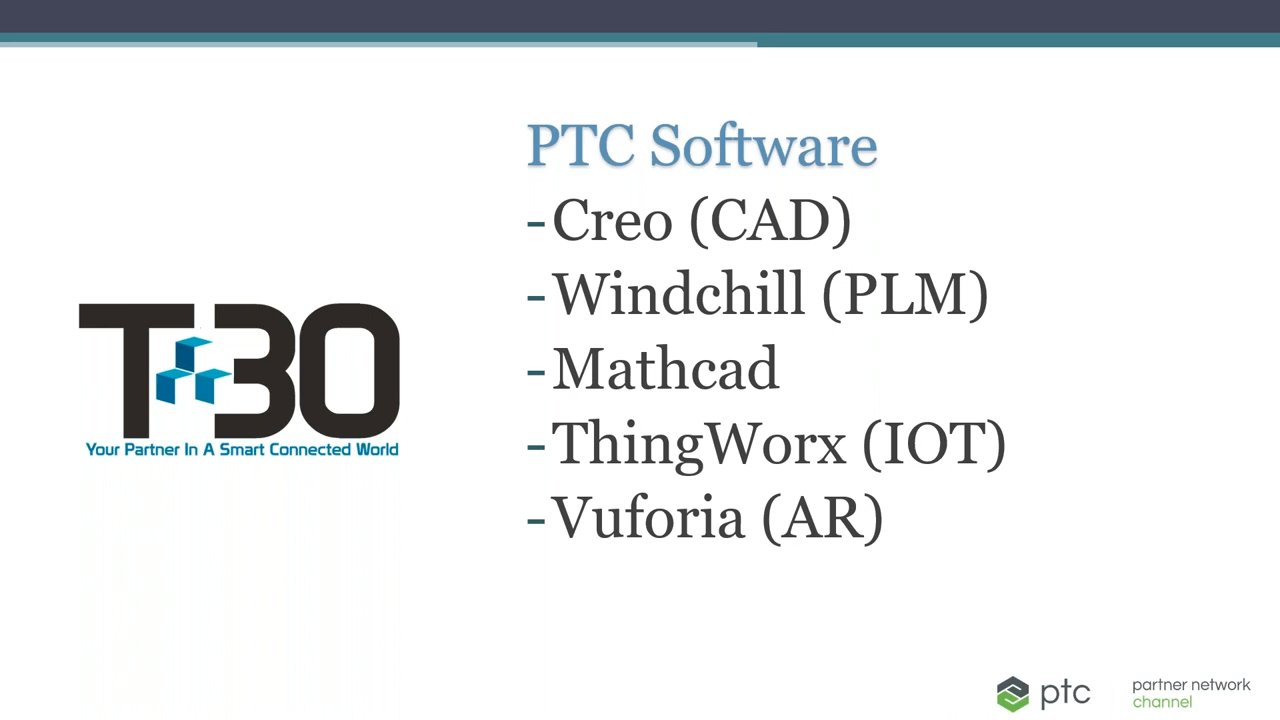 PTC Software
-Creo (CAD)
-Windchill (PLM)
-Mathcad
-ThingWorx (IOT)
-Vuforia (AR)
T30
Your Partner In A Smart Connected World
ptc
partner network
channel